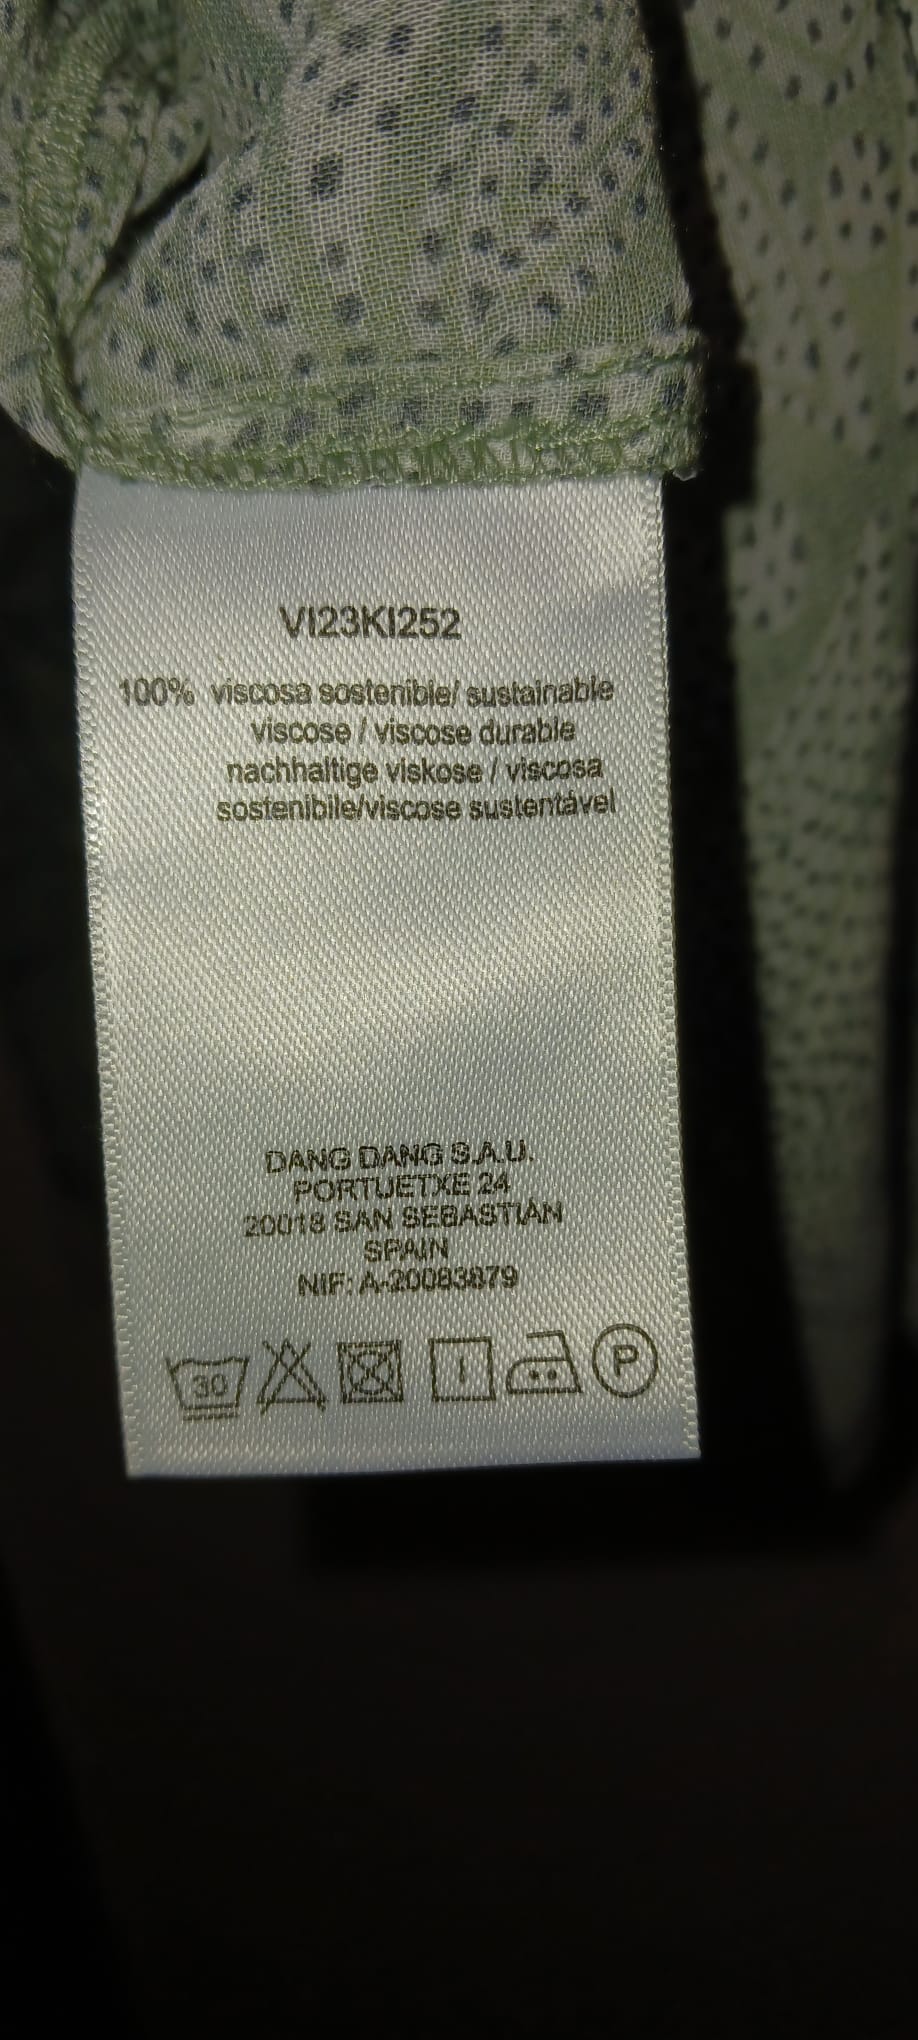 VI23KI252
100% viscosa sostenible/ sustainable
viscose / viscose durable
nachhaltige viskose / viscosa
sostenibile/viscose sustentável
DANG DANG S.A.U.
PORTUETXE 24
20018 SAN SEBASTIÁN
SPAIN
NIF: A-20083879
30 P